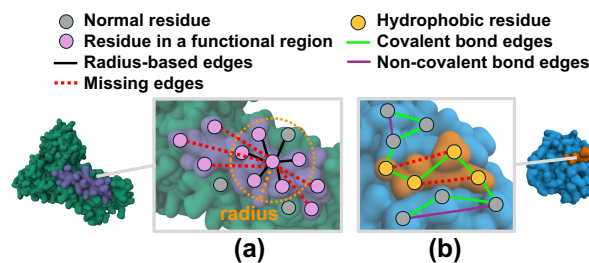 Normal residue
Hydrophobic residue
Residue in a functional region
Covalent bond edges
Radius-based edges
Non-covalent bond edges
Missing edges
radius
(a)
(b)